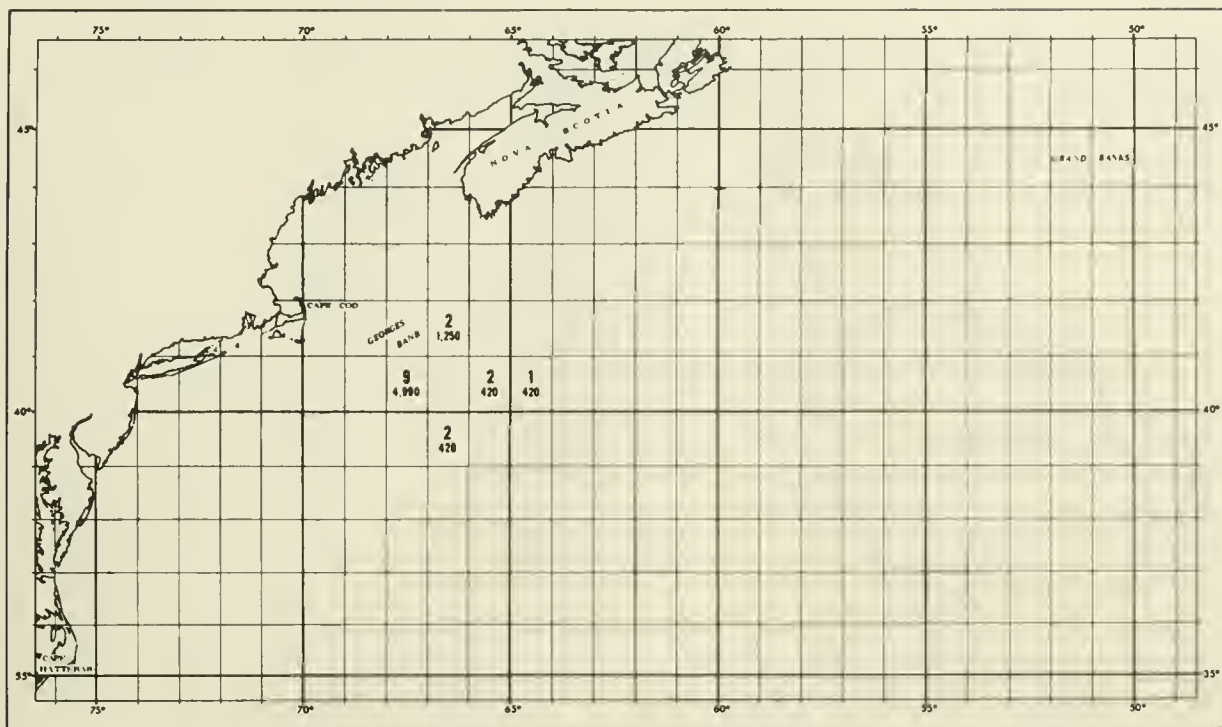 75° 70° 65° 60° 55° 50°
45° NOVA SCOTIA 45°
GRAND BANKS
CAPE COD
GEORGES BANK
2
1,250
9 2 1
4,990 420 420
40° 40°
2
420
HATTERAS
35° 35°
75° 70° 65° 60° 55° 50°